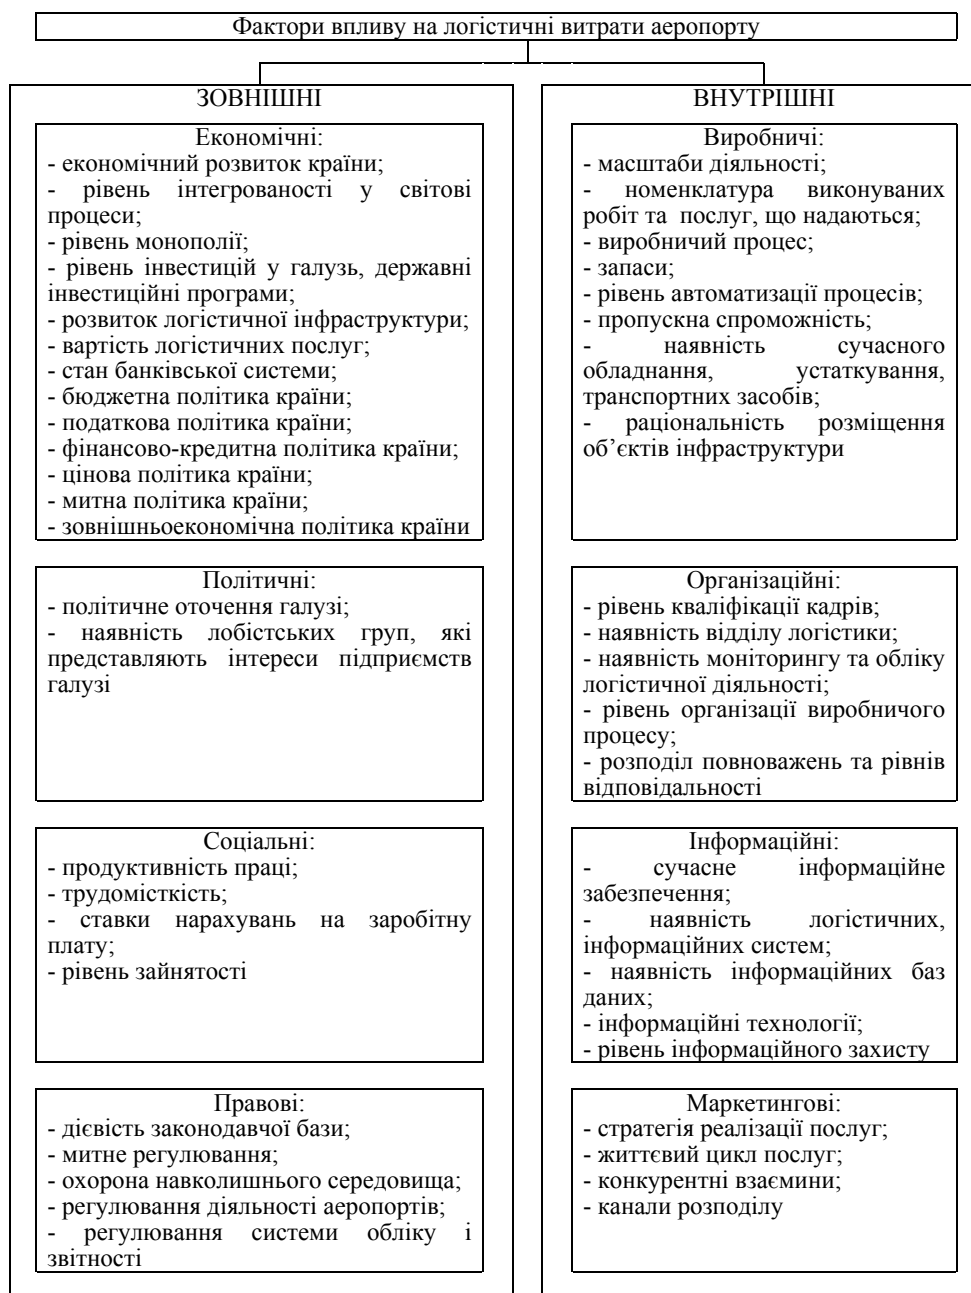 Фактори впливу на логістичні витрати аеропорту
ЗОВНІШНІ
Економічні:
- економічний розвиток країни;
- рівень інтегрованості у світові
процеси;
- рівень монополії;
- рівень інвестицій у галузь, державні
інвестиційні програми;
- розвиток логістичної інфраструктури;
- вартість логістичних послуг;
- стан банківської системи;
- бюджетна політика країни;
- податкова політика країни;
- фінансово-кредитна політика країни;
- цінова політика країни;
- митна політика країни;
- зовнішньоекономічна політика країни
Політичні:
- політичне оточення галузі;
- наявність лобістських груп, які
представляють інтереси підприємств
галузі
Соціальні:
- продуктивність праці;
- трудомісткість;
- ставки нарахувань на заробітну
плату;
- рівень зайнятості
Правові:
- дієвість законодавчої бази;
- митне регулювання;
- охорона навколишнього середовища;
- регулювання діяльності аеропортів;
- регулювання системи обліку і
звітності
ВНУТРІШНІ
Виробничі:
- масштаби діяльності;
- номенклатура виконуваних
робіт та послуг, що надаються;
- виробничий процес;
- запаси;
- рівень автоматизації процесів;
- пропускна спроможність;
- наявність сучасного
обладнання, устаткування,
транспортних засобів;
- раціональність розміщення
об’єктів інфраструктури
Організаційні:
- рівень кваліфікації кадрів;
- наявність відділу логістики;
- наявність моніторингу та обліку
логістичної діяльності;
- рівень організації виробничого
процесу;
- розподіл повноважень та рівнів
відповідальності
Інформаційні:
- сучасне інформаційне
забезпечення;
- наявність логістичних,
інформаційних систем;
- наявність інформаційних баз
даних;
- інформаційні технології;
- рівень інформаційного захисту
Маркетингові:
- стратегія реалізації послуг;
- життєвий цикл послуг;
- конкурентні взаємини;
- канали розподілу